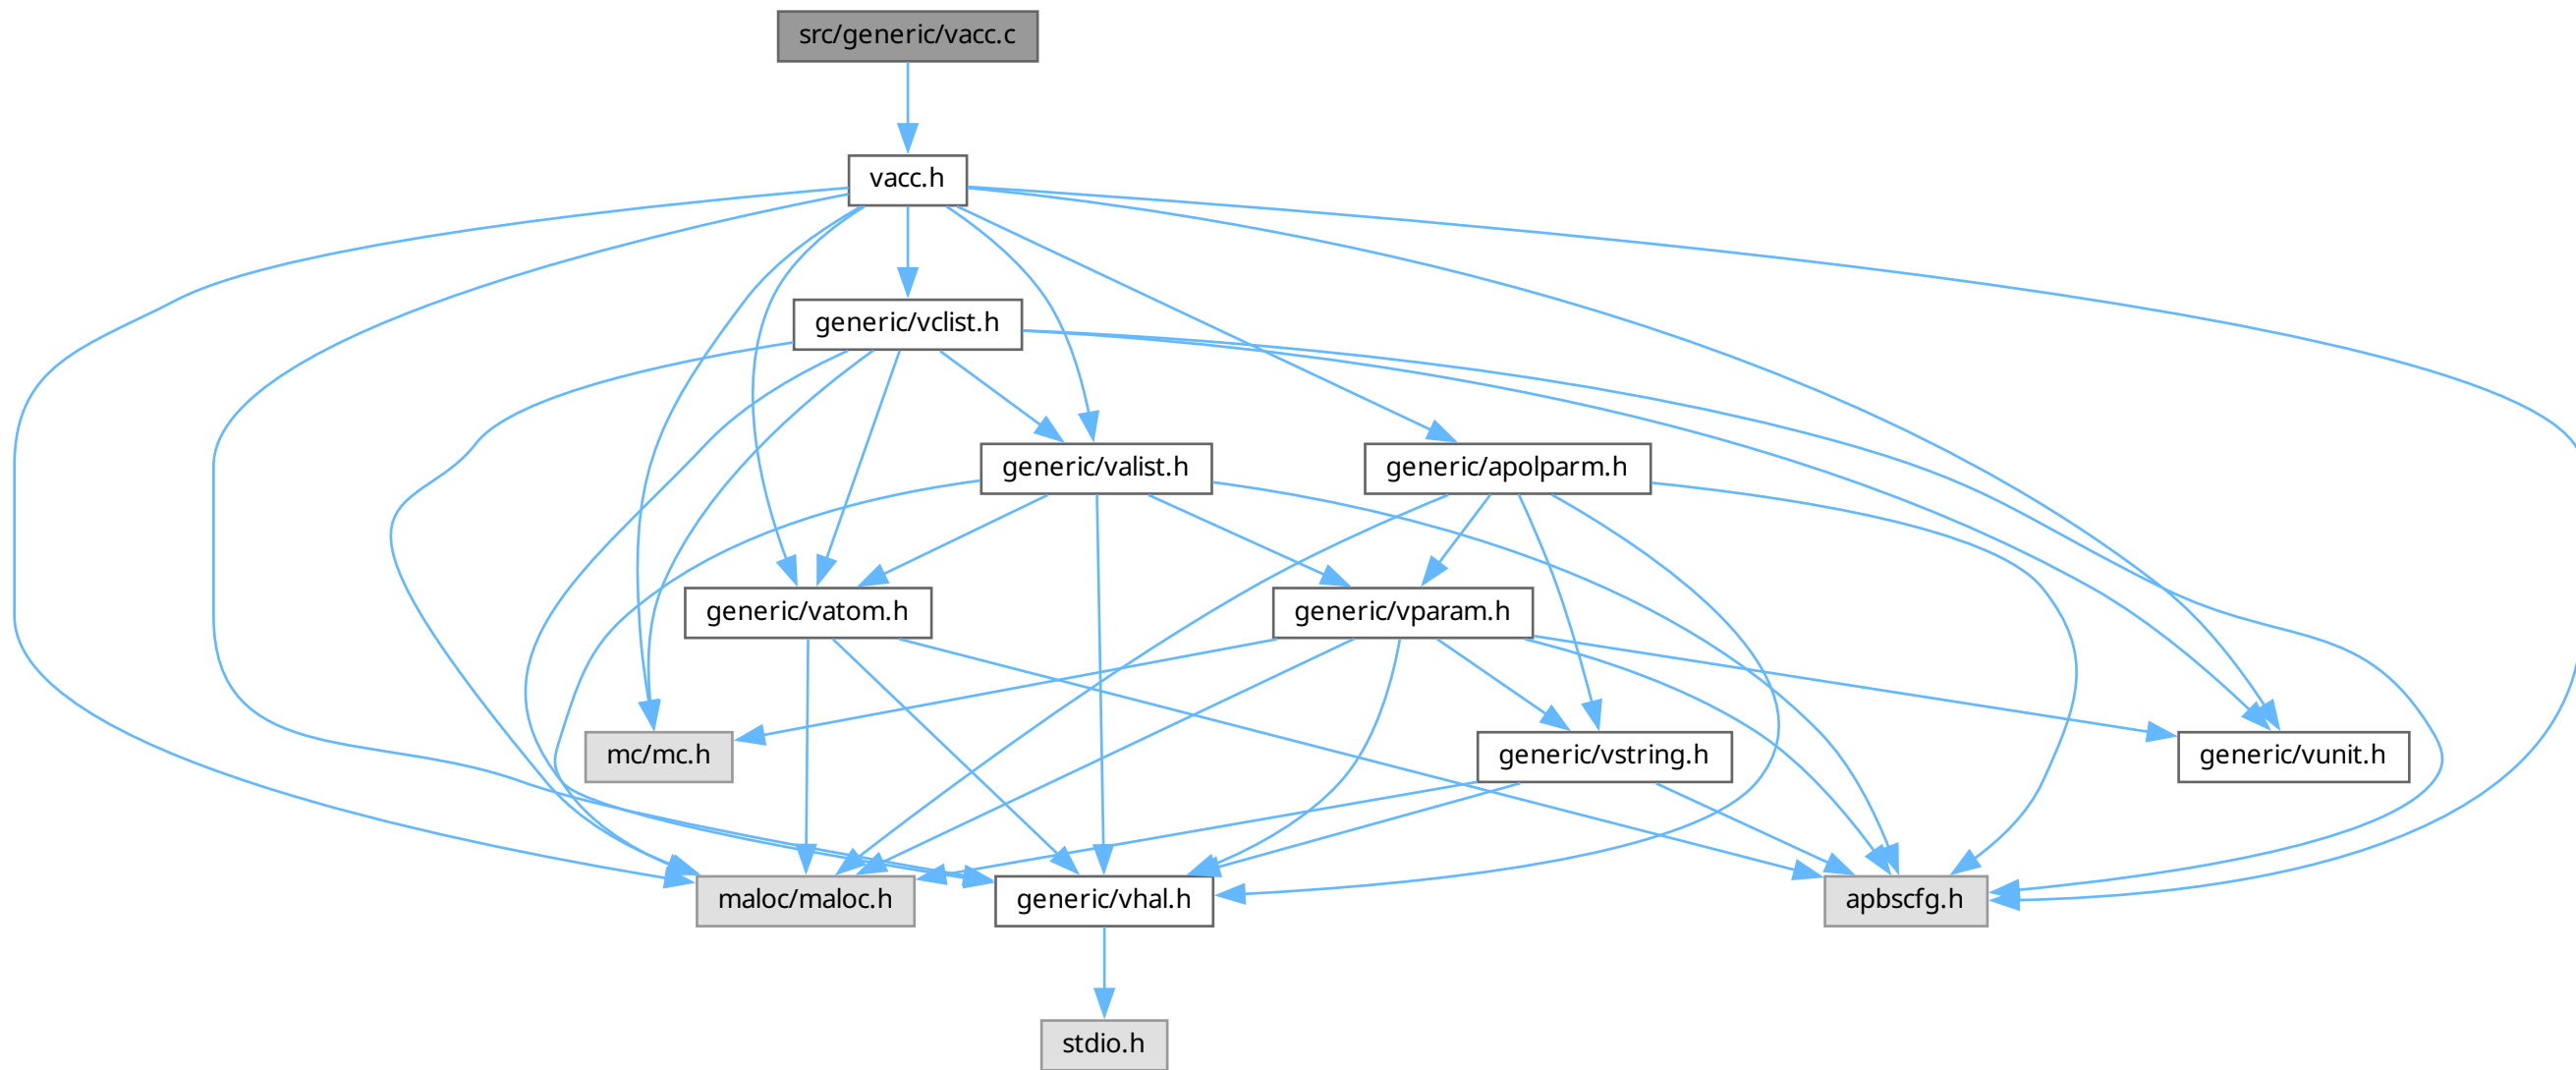 src/generic/vacc.c
vacc.h
generic/vclist.h
generic/valist.h
generic/apolparm.h
generic/vatom.h
generic/vparam.h
mc/mc.h
generic/vstring.h
generic/vunit.h
maloc/maloc.h
generic/vhal.h
apbscfg.h
stdio.h